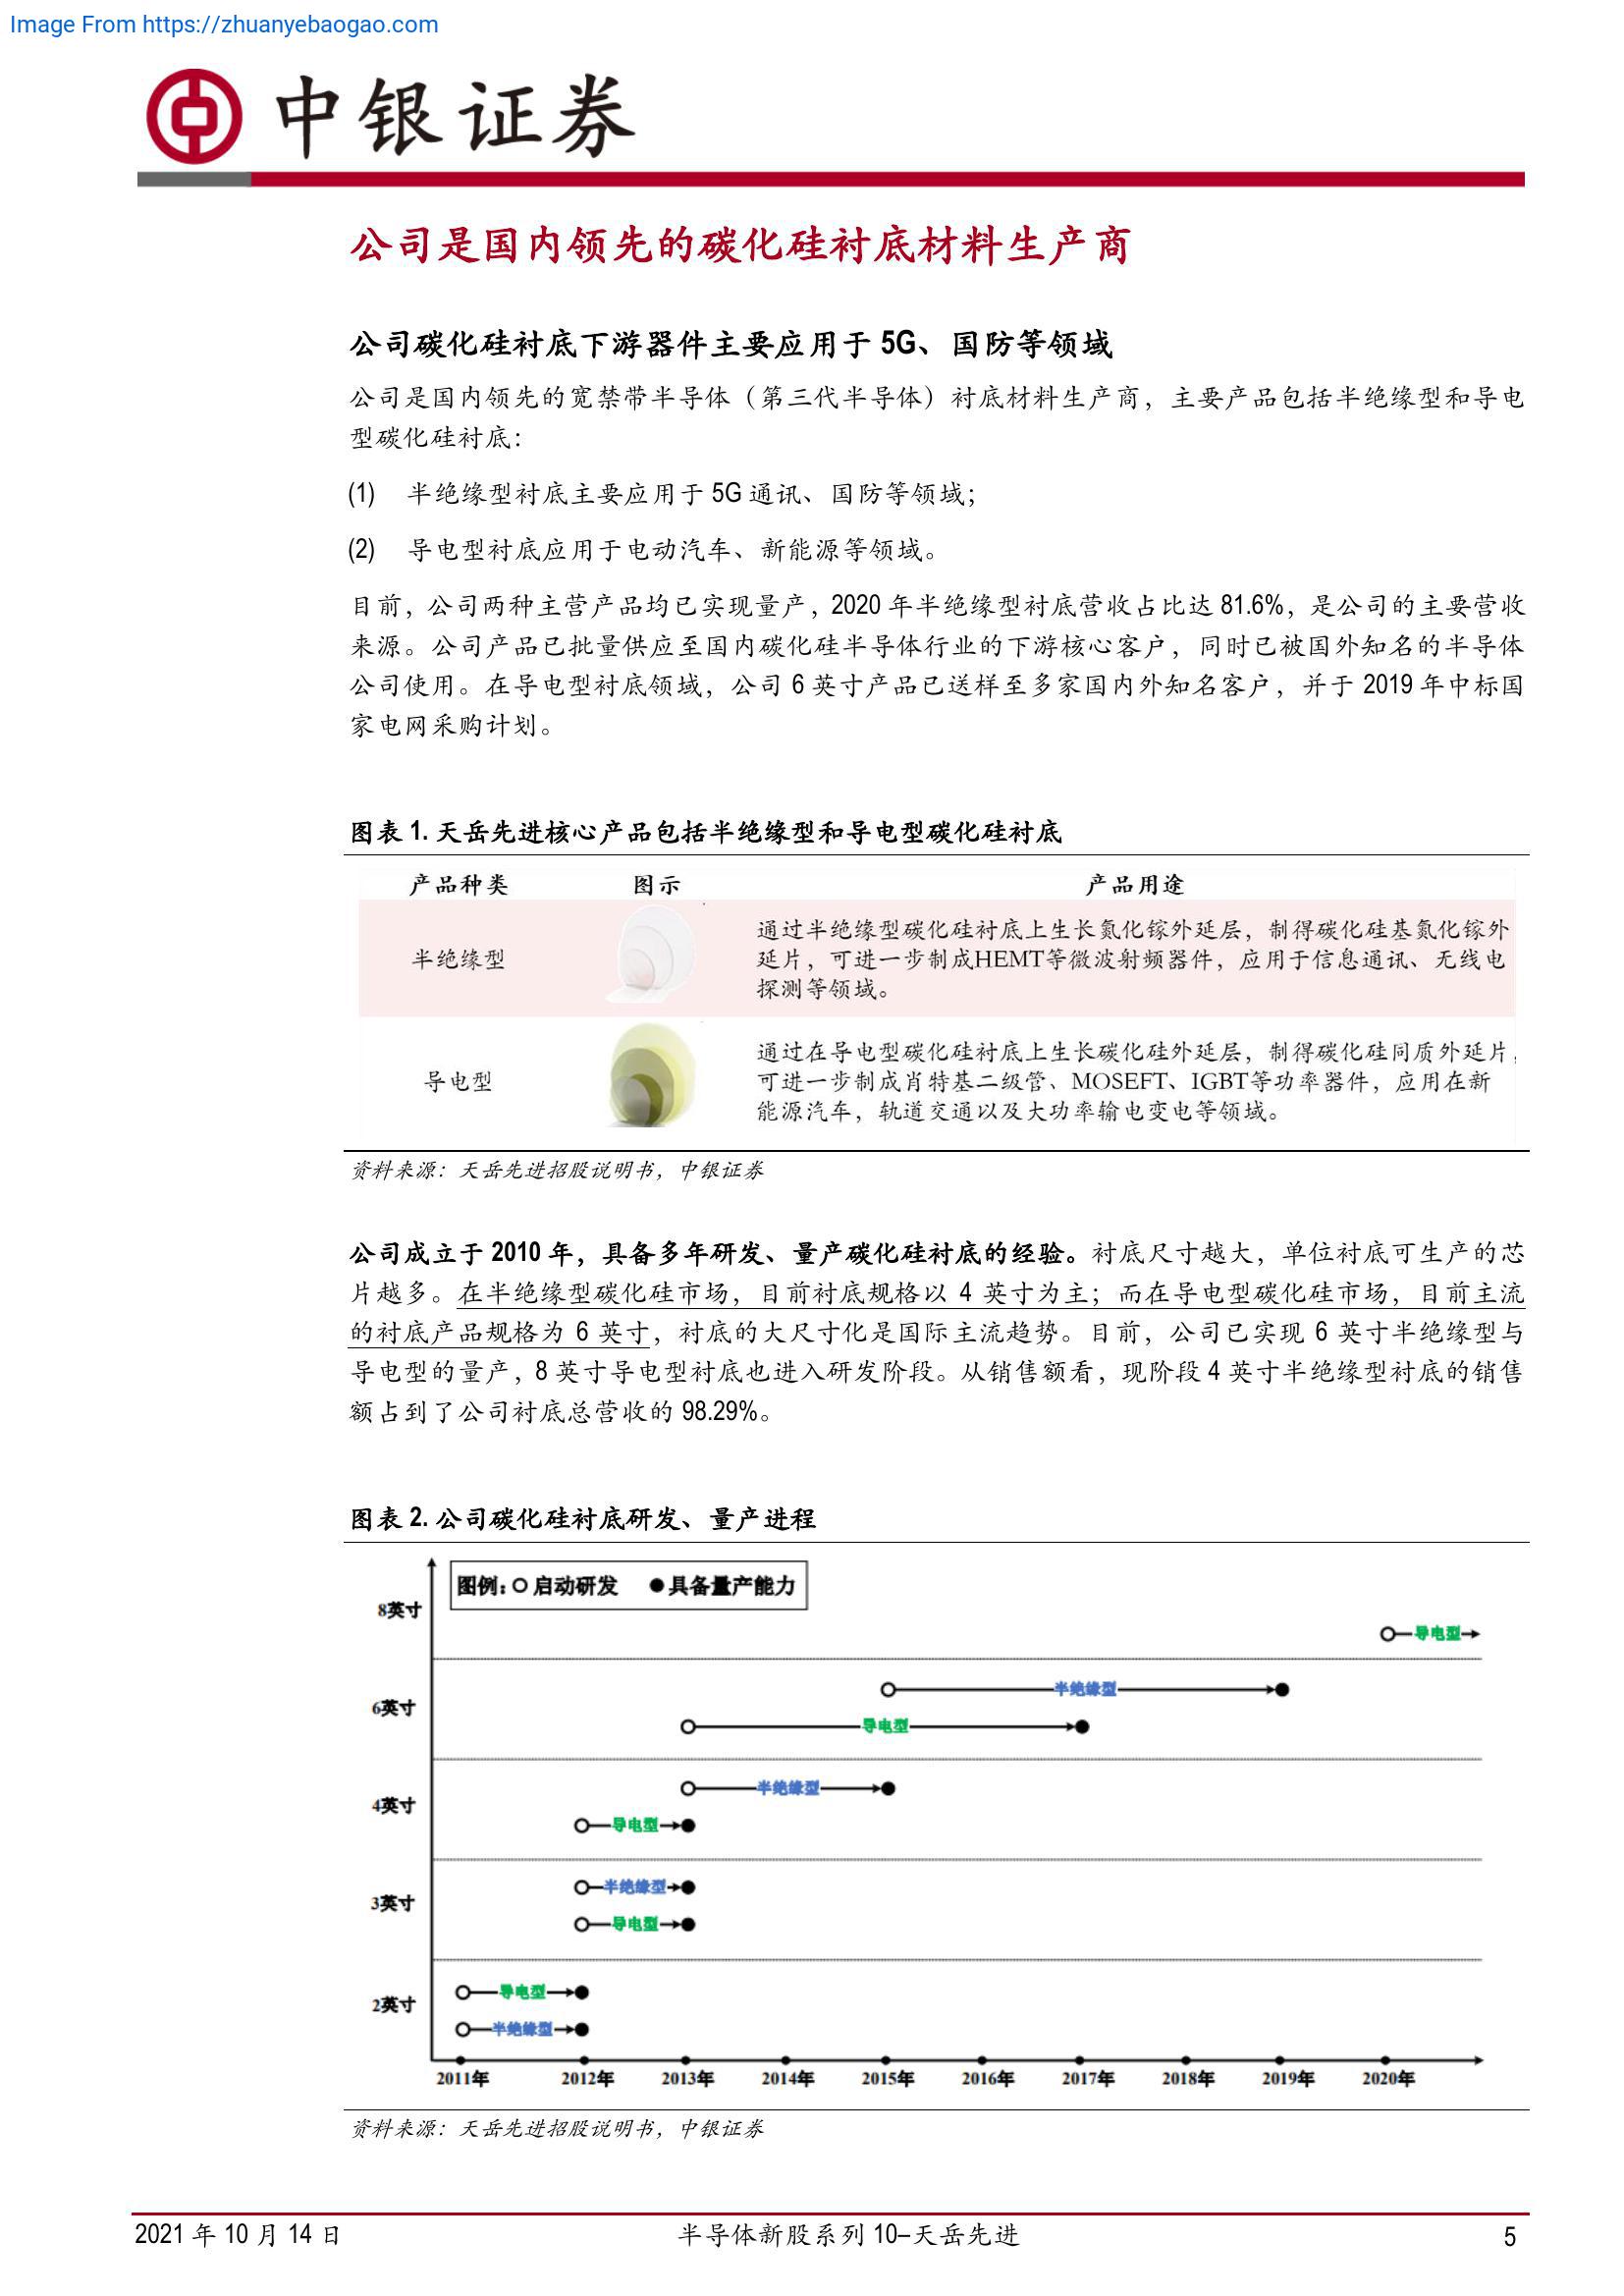 Image From https://zhuanyebaogao.com
中银证券
公司是国内领先的碳化硅衬底材料生产商
公司碳化硅衬底下游器件主要应用于 5G、国防等领域
公司是国内领先的宽禁带半导体（第三代半导体）衬底材料生产商，主要产品包括半绝缘型和导电
型碳化硅衬底：
(1) 半绝缘型衬底主要应用于 5G 通讯、国防等领域；
(2) 导电型衬底应用于电动汽车、新能源等领域。
目前，公司两种主营产品均已实现量产，2020 年半绝缘型衬底营收占比达 81.6%，是公司的主要营收
来源。公司产品已批量供应至国内碳化硅半导体行业的下游核心客户，同时已被国外知名的半导体
公司使用。在导电型衬底领域，公司 6 英寸产品已送样至多家国内外知名客户，并于 2019 年中标国
家电网采购计划。
图表 1. 天岳先进核心产品包括半绝缘型和导电型碳化硅衬底
产品种类 图示 产品用途
通过半绝缘型碳化硅衬底上生长氮化镓外延层，制得碳化硅基氮化镓外
半绝缘型 延片，可进一步制成HEMT等微波射频器件，应用于信息通讯、无线电
探测等领域。
通过在导电型碳化硅衬底上生长碳化硅外延层，制得碳化硅同质外延片，
导电型 可进一步制成肖特基二级管、MOSEFT、IGBT等功率器件，应用在新
能源汽车，轨道交通以及大功率输电变电等领域。
资料来源：天岳先进招股说明书，中银证券
公司成立于 2010 年，具备多年研发、量产碳化硅衬底的经验。衬底尺寸越大，单位衬底可生产的芯
片越多。在半绝缘型碳化硅市场，目前衬底规格以 4 英寸为主；而在导电型碳化硅市场，目前主流
的衬底产品规格为 6 英寸，衬底的大尺寸化是国际主流趋势。目前，公司已实现 6 英寸半绝缘型与
导电型的量产，8 英寸导电型衬底也进入研发阶段。从销售额看，现阶段 4 英寸半绝缘型衬底的销售
额占到了公司衬底总营收的 98.29%。
图表 2. 公司碳化硅衬底研发、量产进程
图例：启动研发 具备量产能力
8英寸
导电型
半绝缘型
6英寸
导电型
半绝缘型
4英寸
导电型
半绝缘型
3英寸
导电型
导电型
2英寸
半绝缘型
2011年 2012年 2013年 2014年 2015年 2016年 2017年 2018年 2019年 2020年
资料来源：天岳先进招股说明书，中银证券
2021 年 10 月 14 日 半导体新股系列 10–天岳先进 5